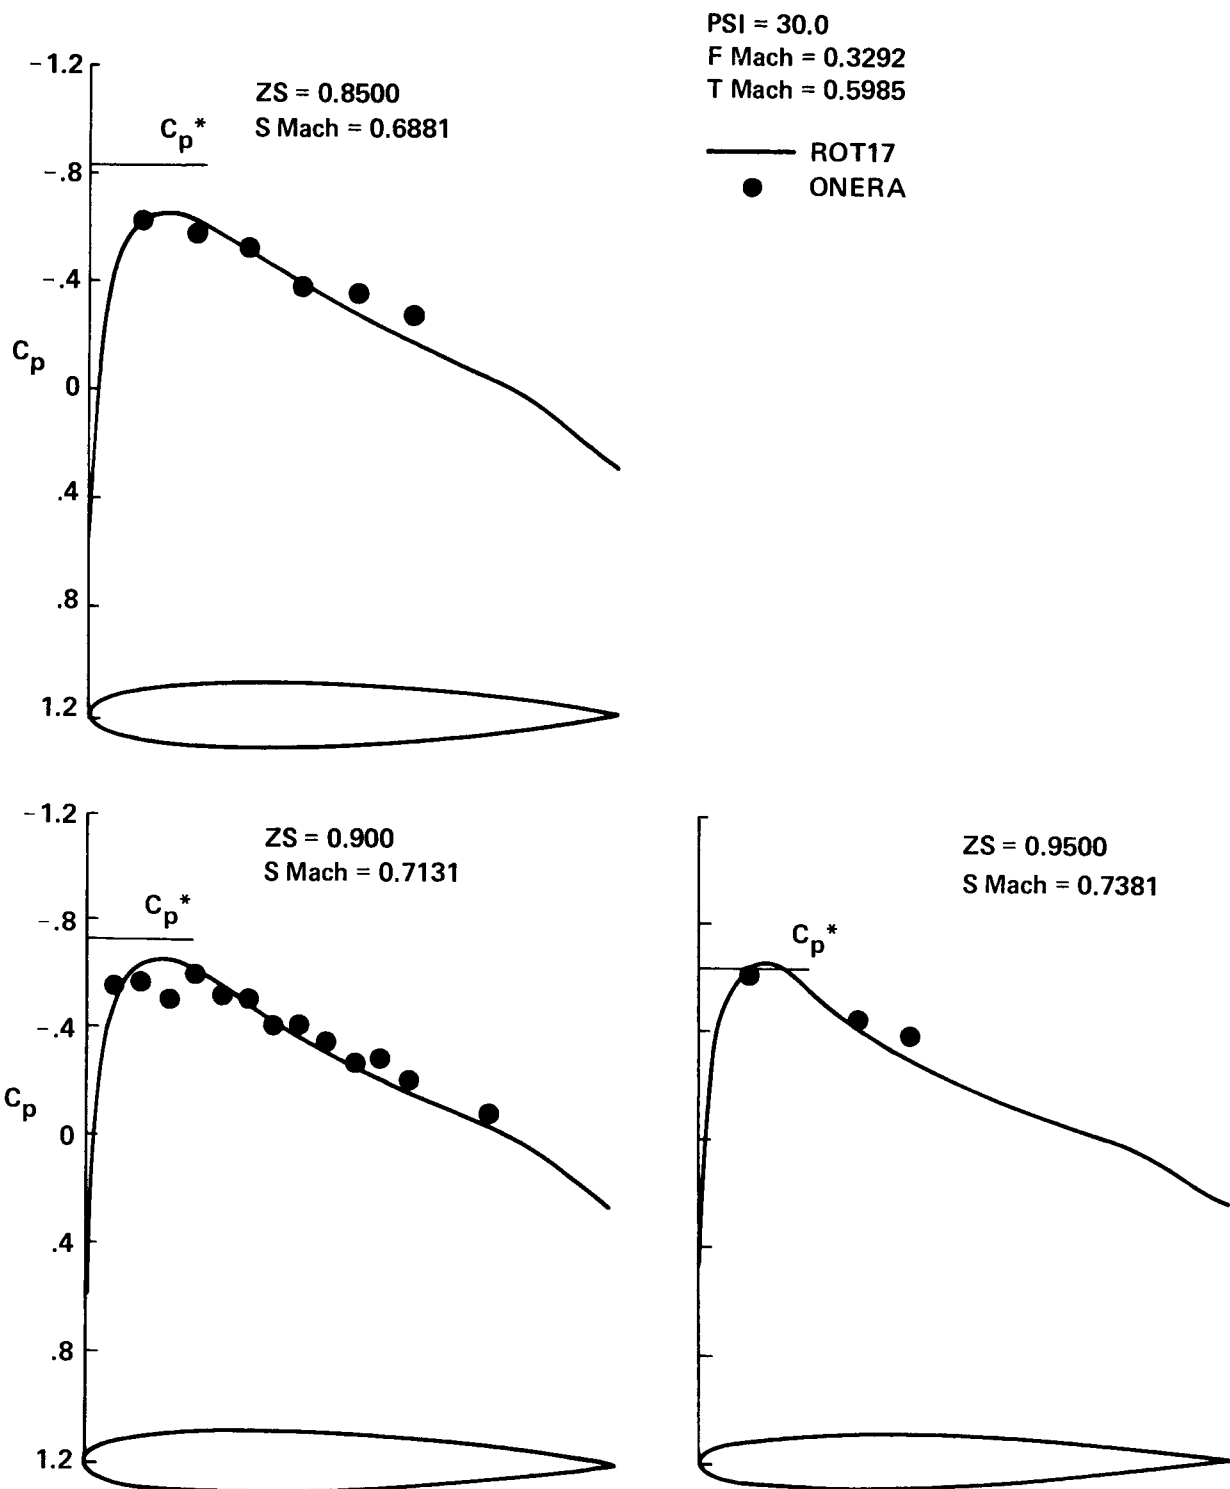 PSI = 30.0
F Mach = 0.3292
T Mach = 0.5985
ROT17
ONERA
-1.2
ZS = 0.8500
S Mach = 0.6881
Cp*
-.8
-.4
Cp
0
.4
.8
1.2
-1.2
ZS = 0.900
S Mach = 0.7131
Cp*
-.8
-.4
Cp
0
.4
.8
1.2
ZS = 0.9500
S Mach = 0.7381
Cp*